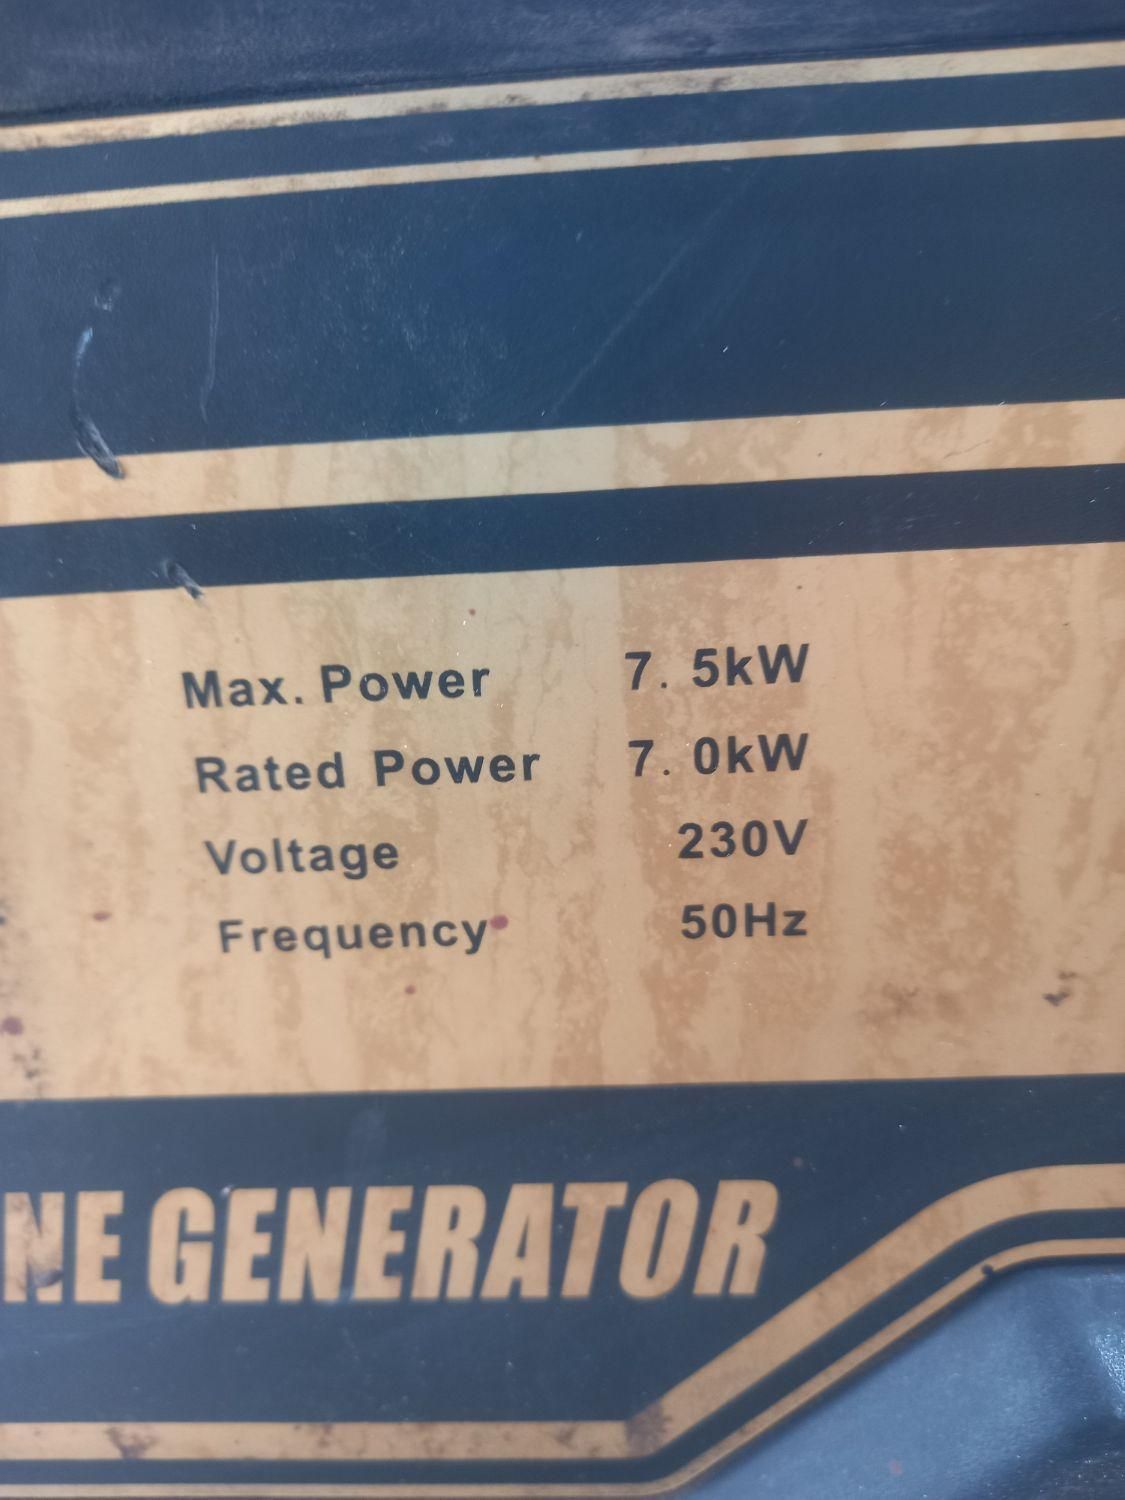 Max. Power 7. 5kW
Rated Power 7. 0kW
Voltage 230V
Frequency 50Hz
NE GENERATOR